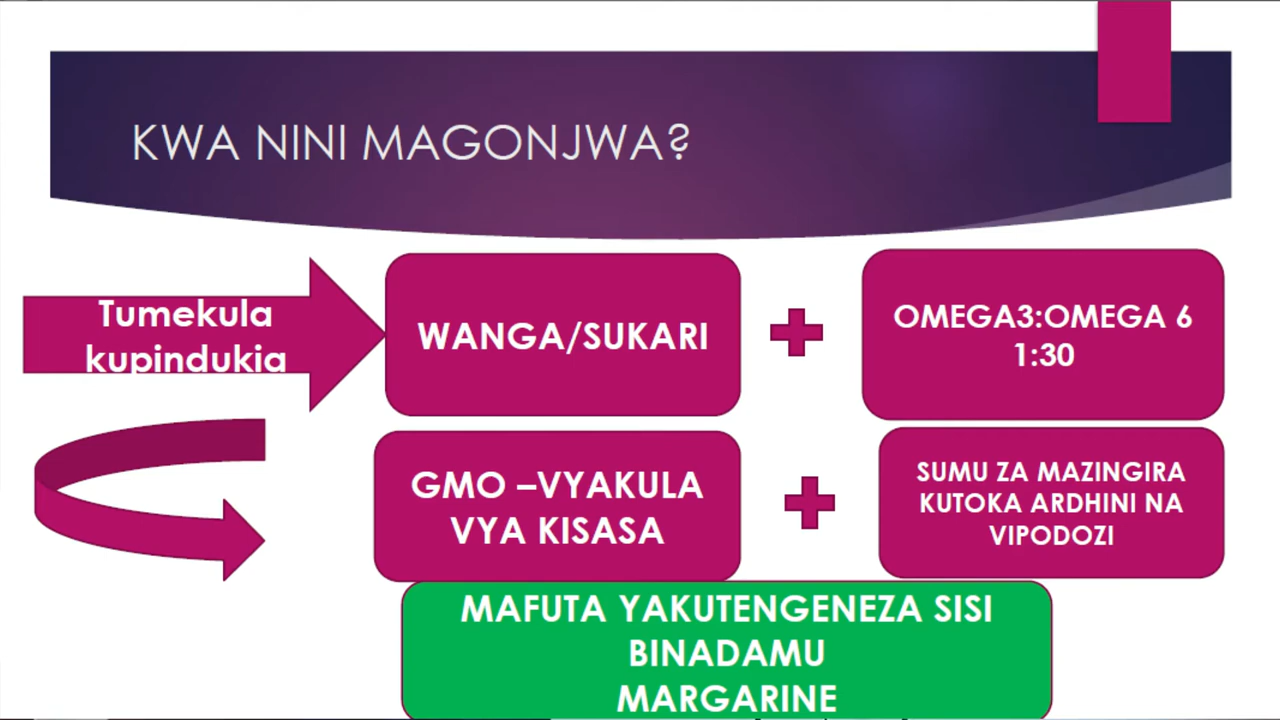 KWA NINI MAGONJWA?
Tumekula
kupindukia
WANGA/SUKARI
OMEGA3:OMEGA 6
1:30
GMO –VYAKULA
VYA KISASA
SUMU ZA MAZINGIRA
KUTOKA ARDHINI NA
VIPODOZI
MAFUTA YAKUTENGENEZA SISI
BINADAMU
MARGARINE